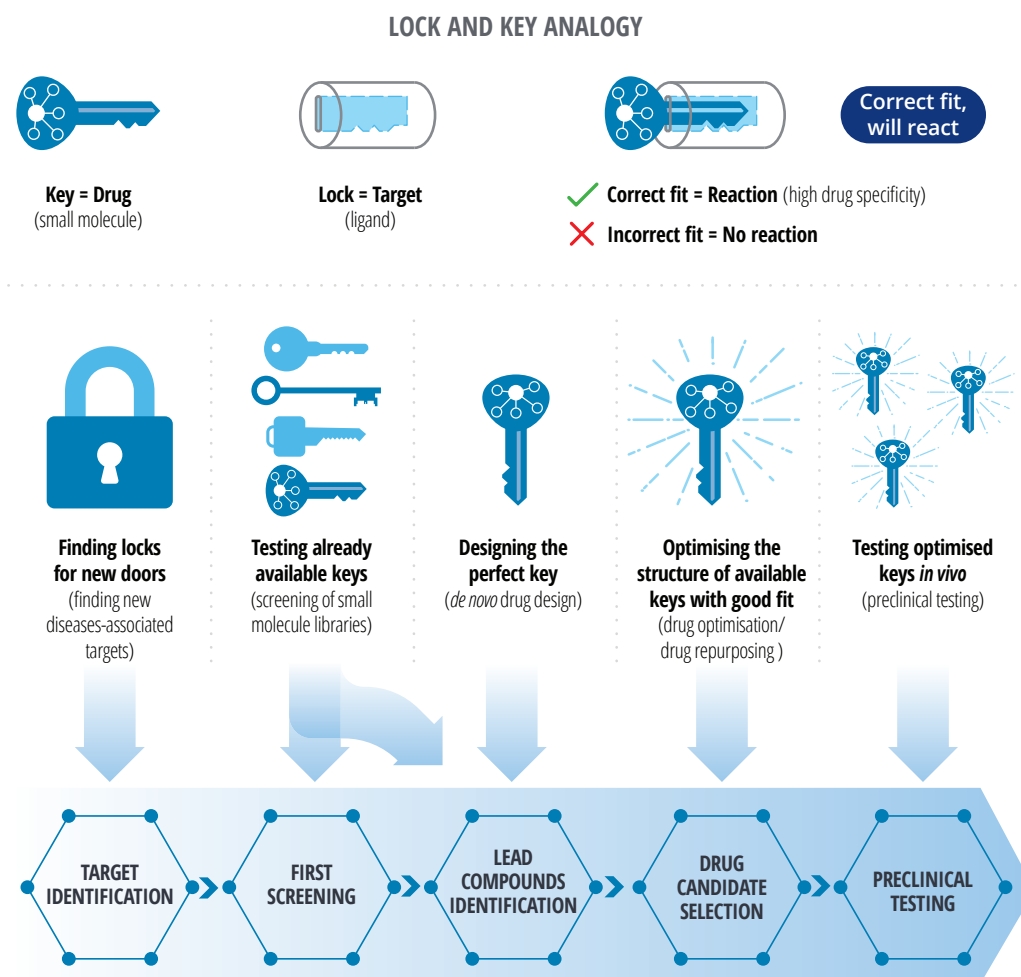 LOCK AND KEY ANALOGY
Key = Drug
(small molecule)
Lock = Target
(ligand)
Correct fit,
will react
Correct fit = Reaction (high drug specificity)
Incorrect fit = No reaction
Finding locks
for new doors
(finding new
diseases-associated
targets)
Testing already
available keys
(screening of small
molecule libraries)
Designing the
perfect key
(de novo drug design)
Optimising the
structure of available
keys with good fit
(drug optimisation/
drug repurposing )
Testing optimised
keys in vivo
(preclinical testing)
TARGET
IDENTIFICATION
FIRST
SCREENING
LEAD
COMPOUNDS
IDENTIFICATION
DRUG
CANDIDATE
SELECTION
PRECLINICAL
TESTING